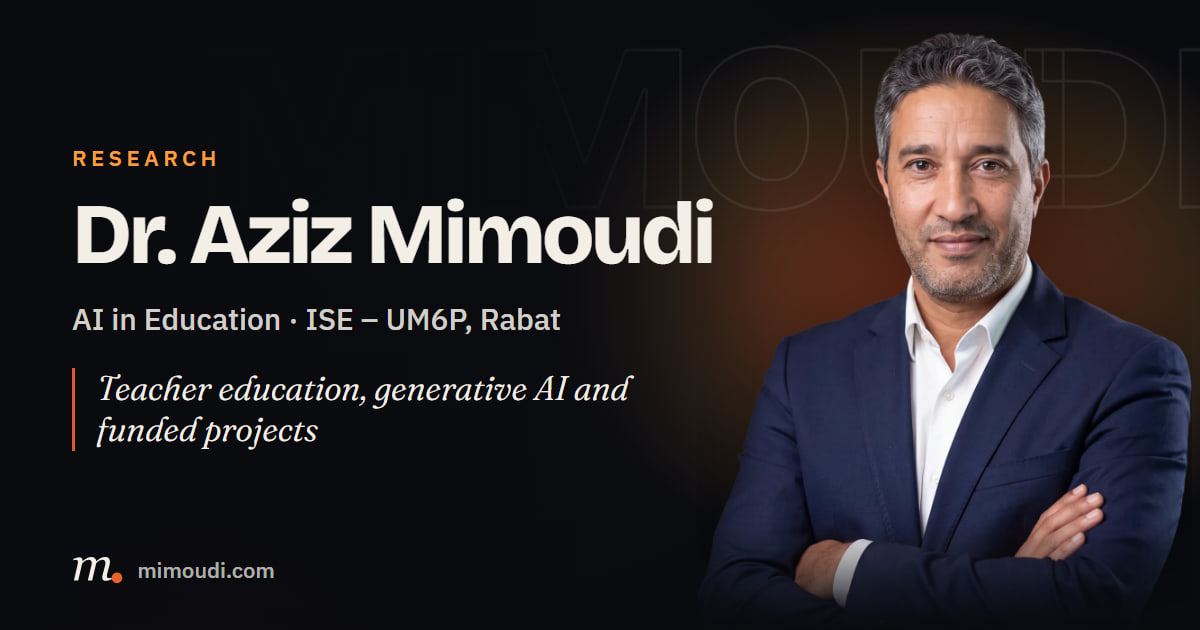 MIMOUDI
RESEARCH
Dr. Aziz Mimoudi
AI in Education · ISE – UM6P, Rabat
Teacher education, generative AI and
funded projects
m.
mimoudi.com